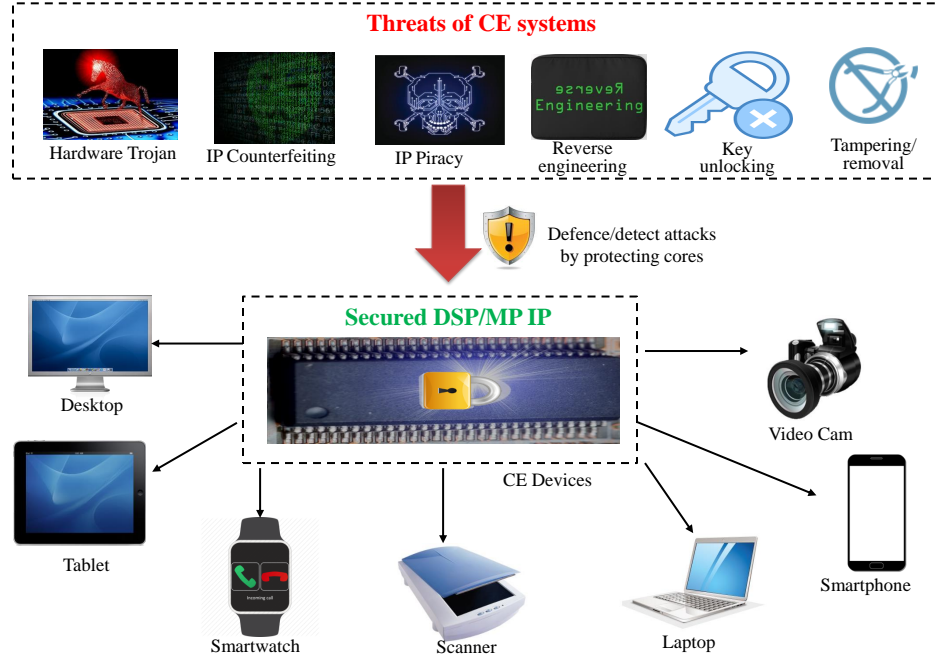 Threats of CE systems
Reverse
Engineering
Hardware Trojan
IP Counterfeiting
IP Piracy
Reverse
engineering
Key
unlocking
Tampering/
removal
Defence/detect attacks
by protecting cores
Secured DSP/MP IP
CE Devices
Desktop
Video Cam
Tablet
Incoming call
Smartwatch
Scanner
Laptop
Smartphone